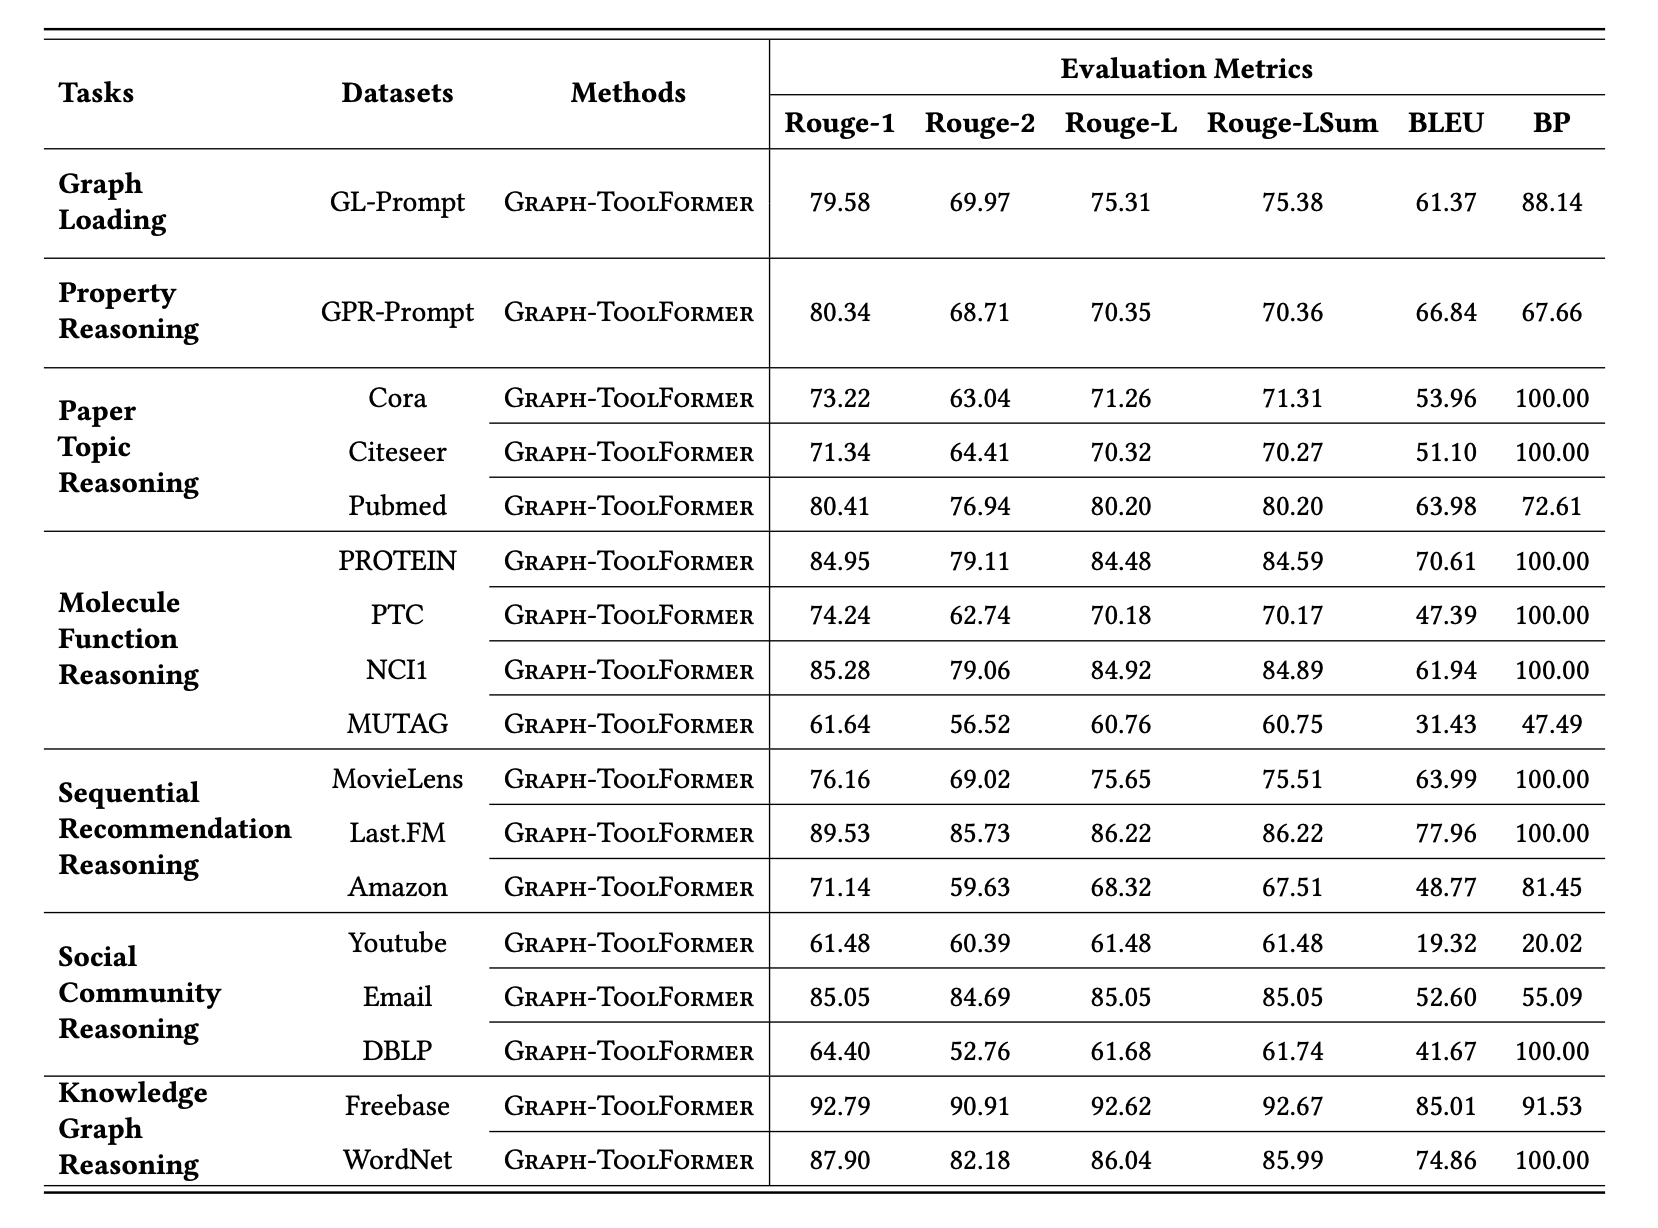 Tasks Datasets Methods Evaluation Metrics
Rouge-1 Rouge-2 Rouge-L Rouge-LSum BLEU BP
Graph
Loading
GL-Prompt GRAPH-TOOLFORMER 79.58 69.97 75.31 75.38 61.37 88.14
Property
Reasoning
GPR-Prompt GRAPH-TOOLFORMER 80.34 68.71 70.35 70.36 66.84 67.66
Paper
Topic
Reasoning
Cora GRAPH-TOOLFORMER 73.22 63.04 71.26 71.31 53.96 100.00
Citeseer GRAPH-TOOLFORMER 71.34 64.41 70.32 70.27 51.10 100.00
Pubmed GRAPH-TOOLFORMER 80.41 76.94 80.20 80.20 63.98 72.61
Molecule
Function
Reasoning
PROTEIN GRAPH-TOOLFORMER 84.95 79.11 84.48 84.59 70.61 100.00
PTC GRAPH-TOOLFORMER 74.24 62.74 70.18 70.17 47.39 100.00
NCI1 GRAPH-TOOLFORMER 85.28 79.06 84.92 84.89 61.94 100.00
MUTAG GRAPH-TOOLFORMER 61.64 56.52 60.76 60.75 31.43 47.49
Sequential
Recommendation
Reasoning
MovieLens GRAPH-TOOLFORMER 76.16 69.02 75.65 75.51 63.99 100.00
Last.FM GRAPH-TOOLFORMER 89.53 85.73 86.22 86.22 77.96 100.00
Amazon GRAPH-TOOLFORMER 71.14 59.63 68.32 67.51 48.77 81.45
Social
Community
Reasoning
Youtube GRAPH-TOOLFORMER 61.48 60.39 61.48 61.48 19.32 20.02
Email GRAPH-TOOLFORMER 85.05 84.69 85.05 85.05 52.60 55.09
DBLP GRAPH-TOOLFORMER 64.40 52.76 61.68 61.74 41.67 100.00
Knowledge
Graph
Reasoning
Freebase GRAPH-TOOLFORMER 92.79 90.91 92.62 92.67 85.01 91.53
WordNet GRAPH-TOOLFORMER 87.90 82.18 86.04 85.99 74.86 100.00